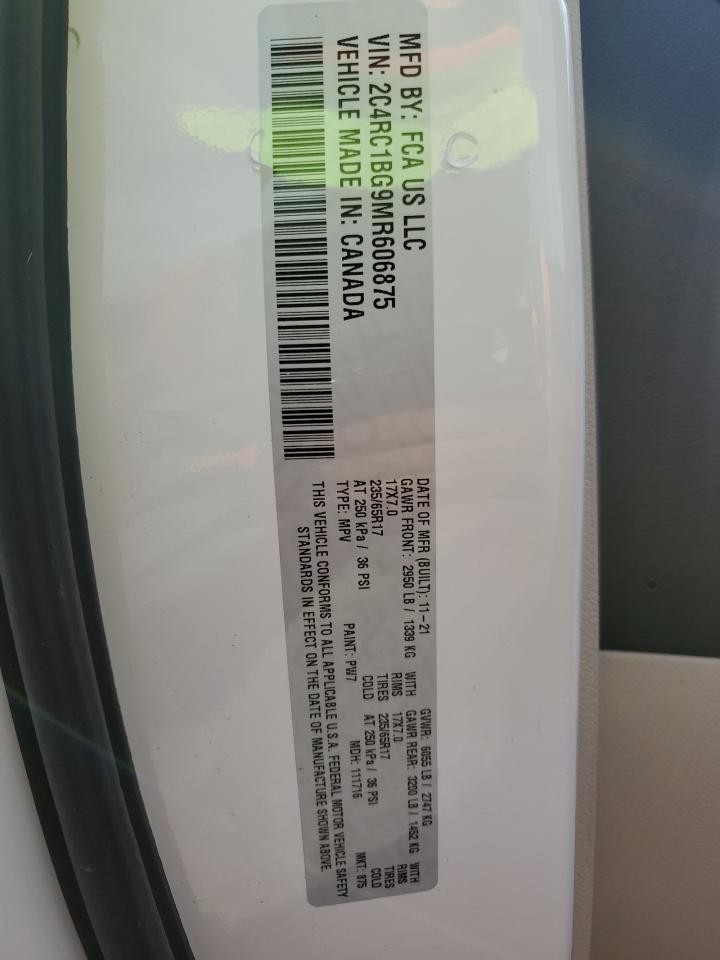 MFD BY: FCA US LLC
VIN: 2C4RC1BG9MR606875
VEHICLE MADE IN: CANADA
DATE OF MFR (BUILT): 11-21 GVWR: 6055 LB / 2747 KG
GAWR FRONT: 2950 LB / 1339 KG WITH GAWR REAR: 3200 LB / 1452 KG WITH
17X7.0 RIMS 17X7.0 RIMS
235/65R17 TIRES 235/65R17 TIRES
AT 250 kPa / 36 PSI COLD AT 250 kPa / 36 PSI COLD
TYPE: MPV PAINT: PW7 MDH: 111716 MKT: 875
THIS VEHICLE CONFORMS TO ALL APPLICABLE U.S.A. FEDERAL MOTOR VEHICLE SAFETY
STANDARDS IN EFFECT ON THE DATE OF MANUFACTURE SHOWN ABOVE.